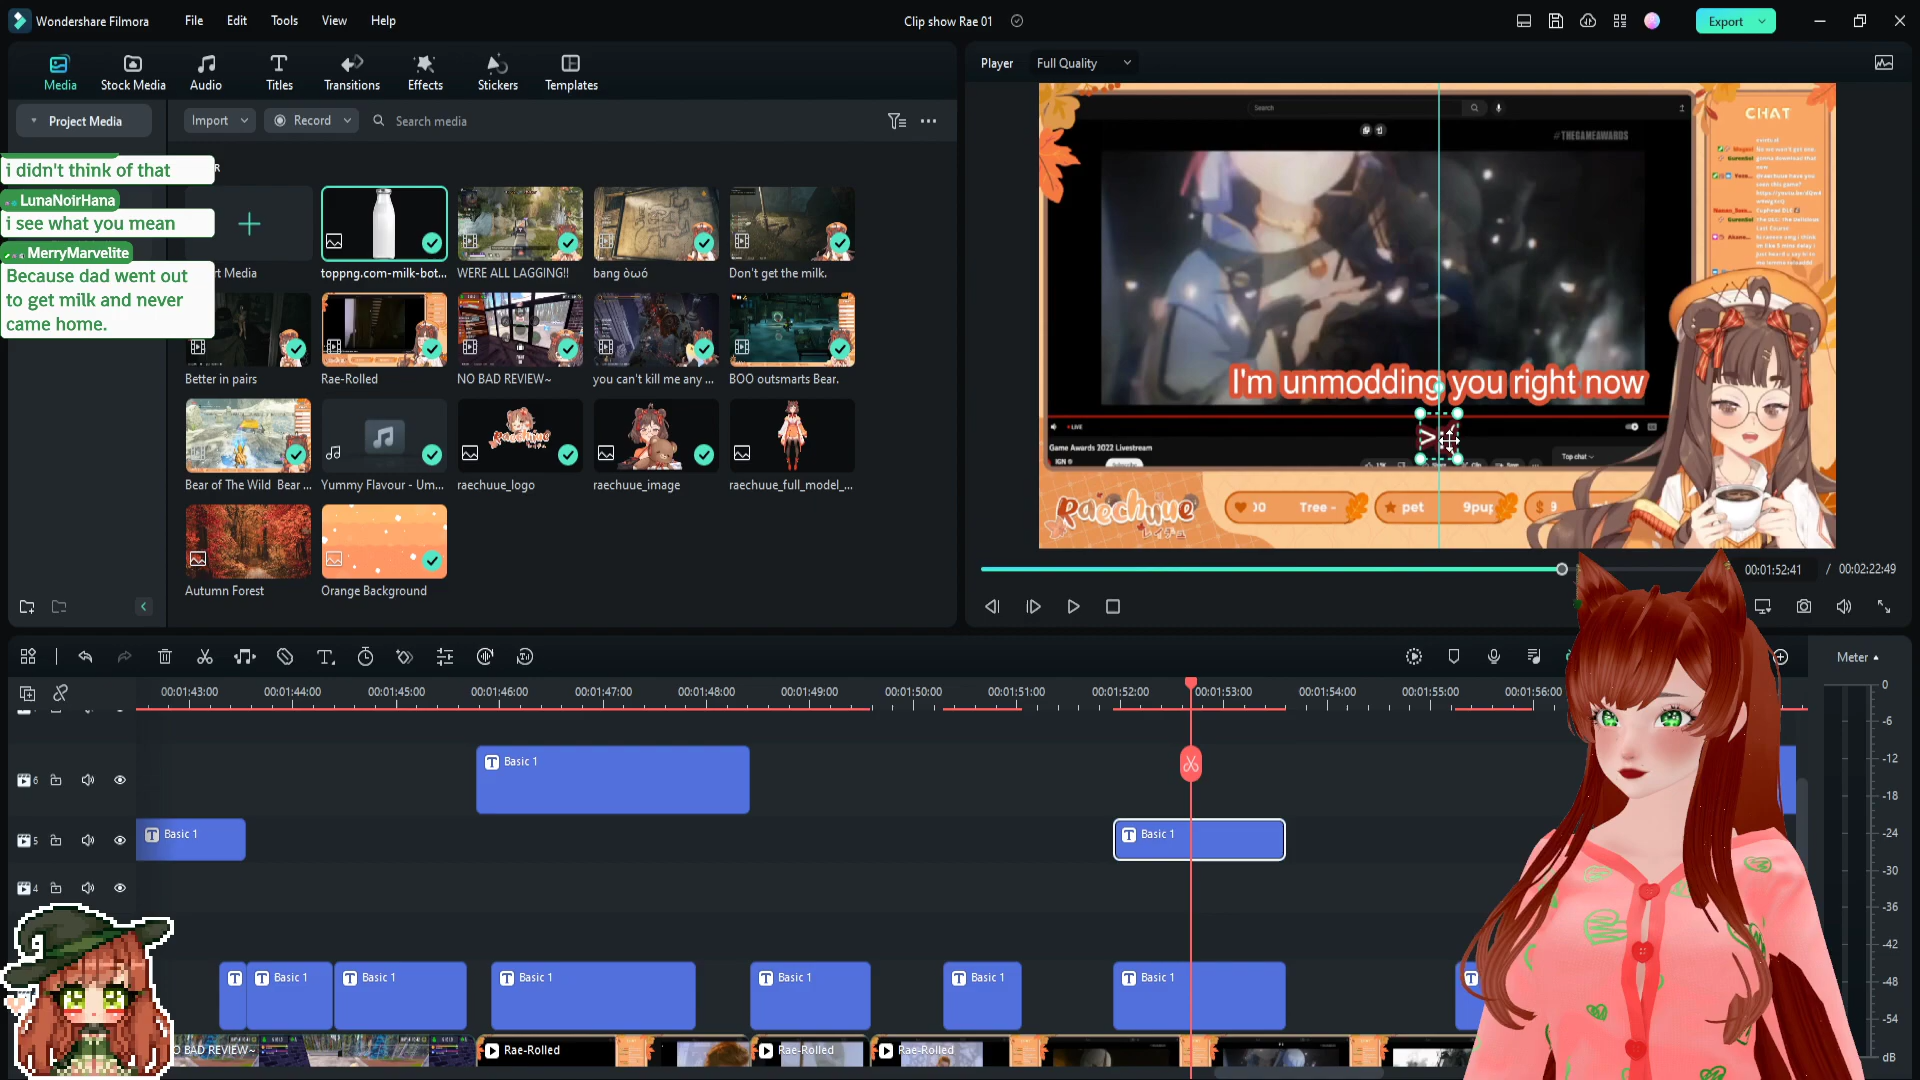 Wondershare Filmora
File
Edit
Tools
View
Help
Clip show Rae 01
Export
Media
Stock Media
Audio
Titles
Transitions
Effects
Stickers
Templates
Player
Full Quality
Project Media
Import
Record
Search media
i didn't think of that
LunaNoirHana
i see what you mean
MerryMarvelite
Because dad went out
to get milk and never
came home.
toppng.com-milk-bot...
WERE ALL LAGGING!!
bang òωó
Don't get the milk.
Better in pairs
Rae-Rolled
NO BAD REVIEW~
you can't kill me any ...
BOO outsmarts Bear.
Bear of The Wild Bear ...
Yummy Flavour - Um...
raechuue_logo
raechuue_image
raechuue_full_model_...
Autumn Forest
Orange Background
Search
#THEGAMEAWARDS
CHAT
I'm unmodding you right now
>
LIVE
Game Awards 2022 Livestream
IGN
Top chat
Raechuue
Tree -
pet
9
00:01:52:41
/ 00:02:22:49
Meter
00:01:43:00
00:01:44:00
00:01:45:00
00:01:46:00
00:01:47:00
00:01:48:00
00:01:49:00
00:01:50:00
00:01:51:00
00:01:52:00
00:01:53:00
00:01:54:00
00:01:55:00
00:01:56:00
0
-6
-12
-18
-24
-30
-36
-42
-48
-54
dB
6
Basic 1
5
Basic 1
Basic 1
4
Basic 1
Basic 1
Basic 1
Basic 1
Basic 1
Basic 1
O BAD REVIEW~
Rae-Rolled
Rae-Rolled
Rae-Rolled